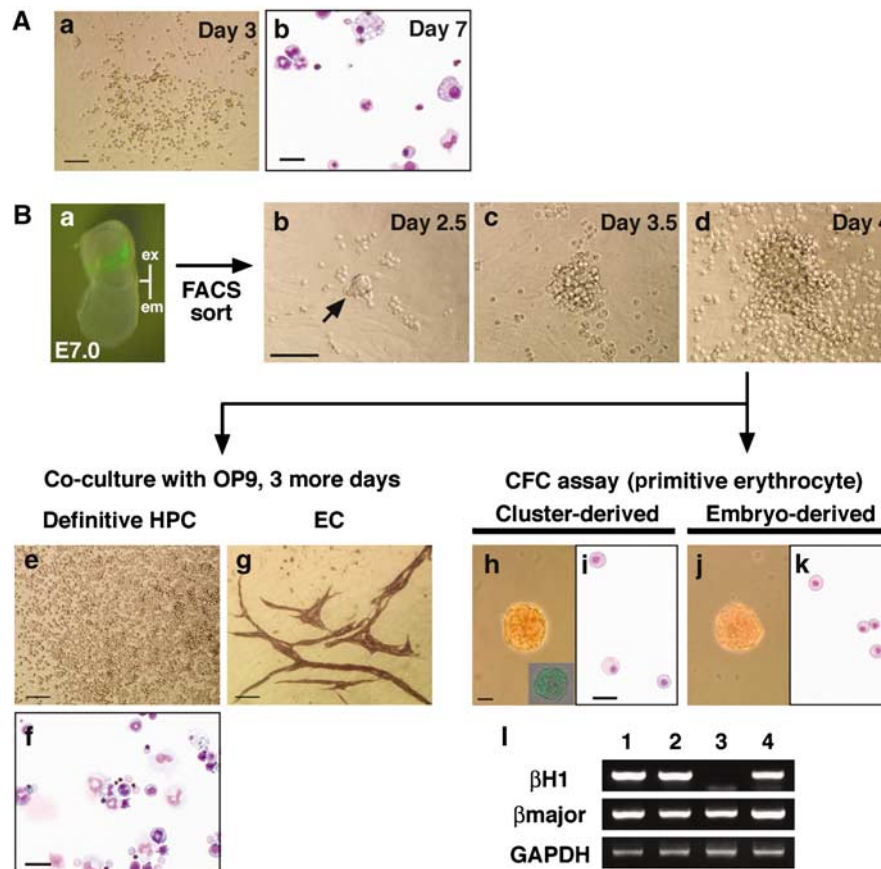 A
a
Day 3
b
Day 7
B
a
ex
em
E7.0
FACS
sort
b
Day 2.5
c
Day 3.5
d
Day 4
Co-culture with OP9, 3 more days
Definitive HPC
EC
e
g
f
CFC assay (primitive erythrocyte)
Cluster-derived
Embryo-derived
h
i
j
k
l
1 2 3 4
βH1
βmajor
GAPDH